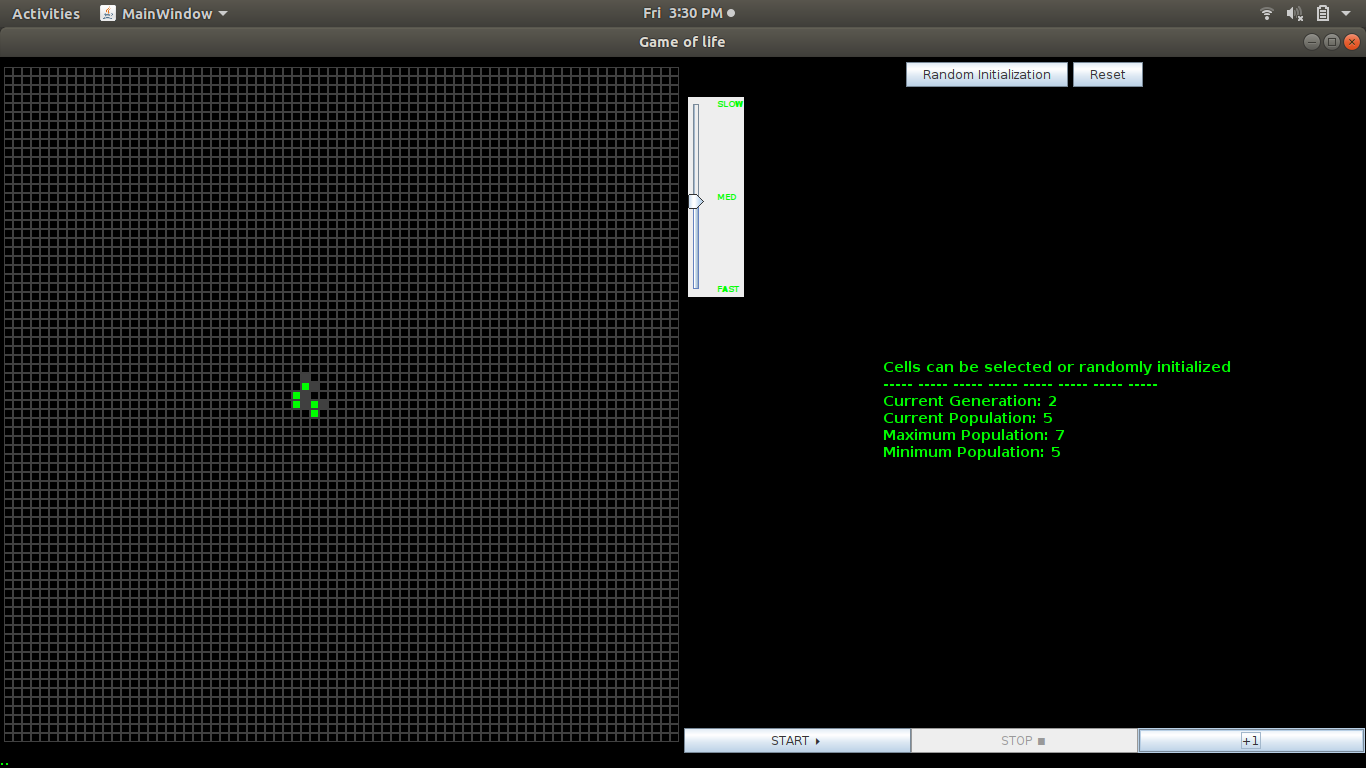 Activities MainWindow Fri 3:30 PM
Game of life
Random Initialization Reset
SLOW
MED
FAST
Cells can be selected or randomly initialized
----- ----- ----- ----- ----- ----- ----- -----
Current Generation: 2
Current Population: 5
Maximum Population: 7
Minimum Population: 5
START STOP +1
..